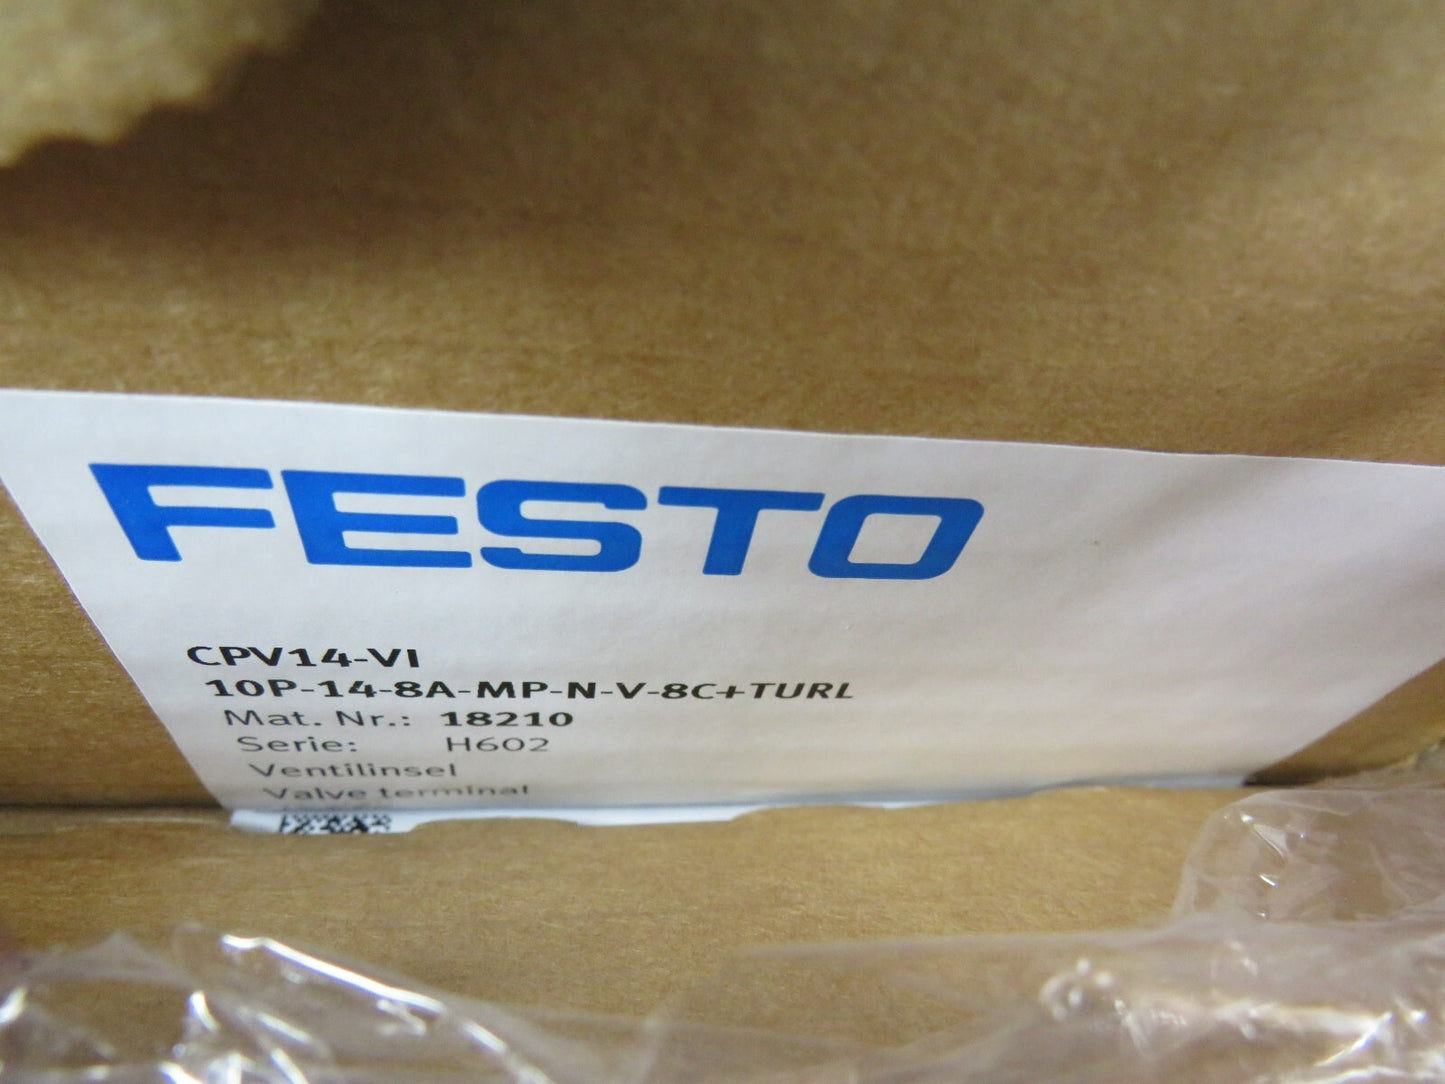 FESTO
CPV14-VI
10P-14-8A-MP-N-V-8C+TURL
Mat. Nr.: 18210
Serie: H602
Ventilinsel
Valve terminal